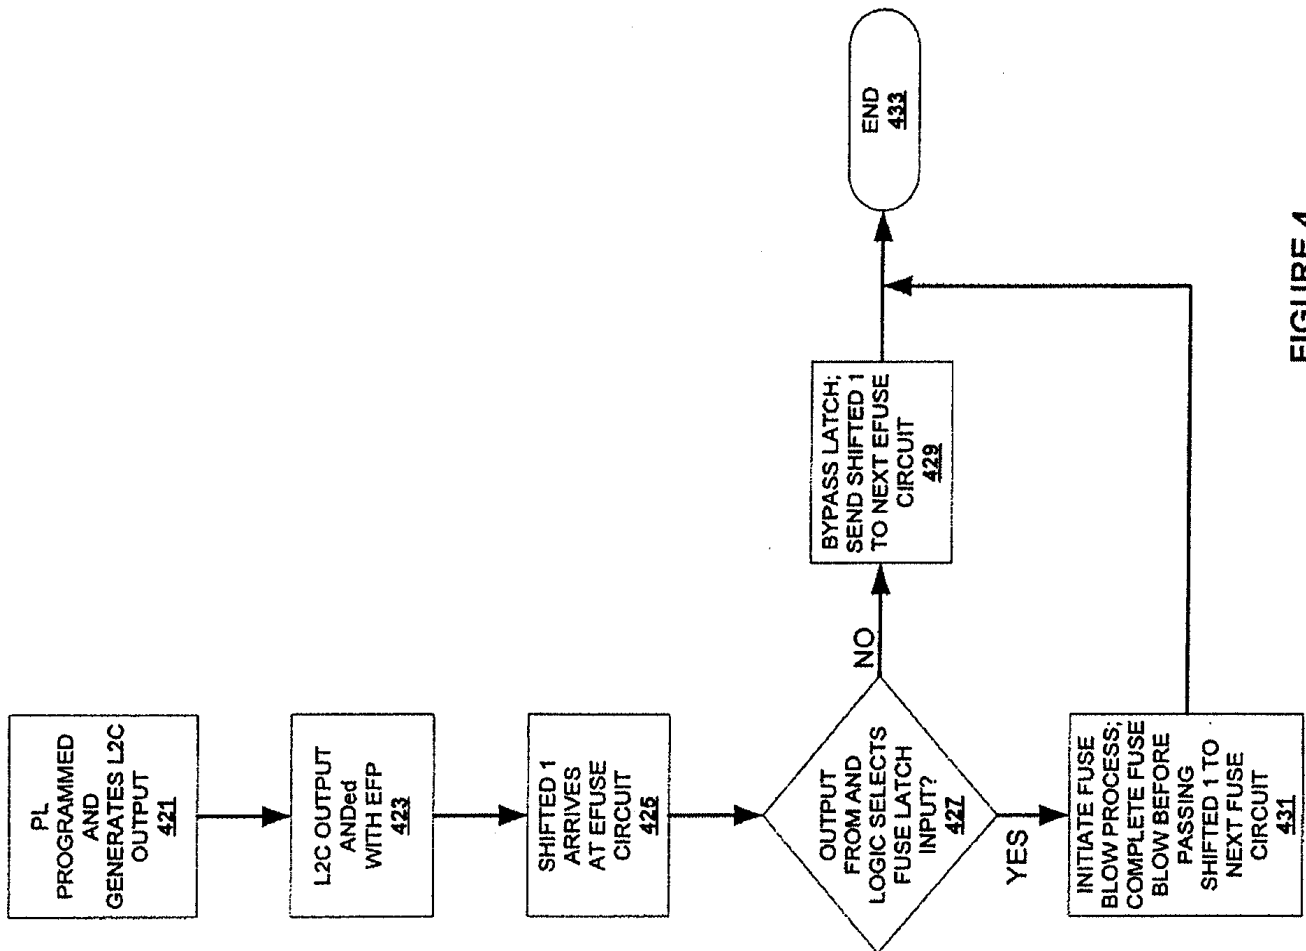 PL
PROGRAMMED
AND
GENERATES L2C
OUTPUT
421
L2C OUTPUT
ANDed
WITH EFP
423
SHIFTED 1
ARRIVES
AT EFUSE
CIRCUIT
425
OUTPUT
FROM AND
LOGIC SELECTS
FUSE LATCH
INPUT?
427
NO
BYPASS LATCH;
SEND SHIFTED 1
TO NEXT EFUSE
CIRCUIT
429
YES
INITIATE FUSE
BLOW PROCESS;
COMPLETE FUSE
BLOW BEFORE
PASSING
SHIFTED 1 TO
NEXT FUSE
CIRCUIT
431
END
433
FIGURE 4